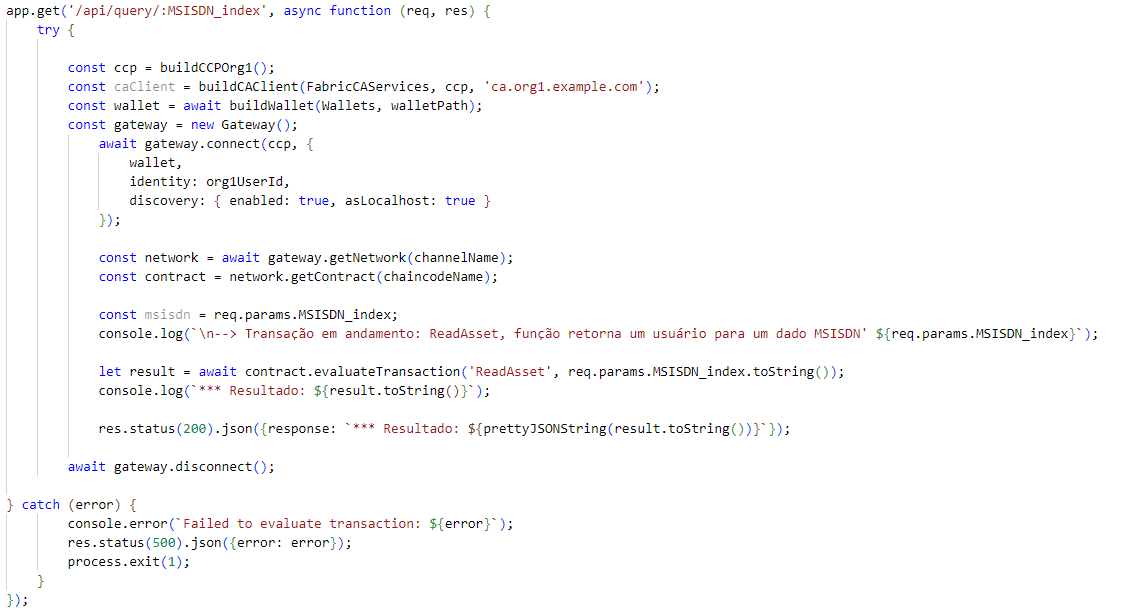 app.get('/api/query/:MSISDN_index', async function (req, res) {
    try {

        const ccp = buildCCPOrg1();
        const caClient = buildCAClient(FabricCAServices, ccp, 'ca.org1.example.com');
        const wallet = await buildWallet(Wallets, walletPath);
        const gateway = new Gateway();
            await gateway.connect(ccp, {
                wallet,
                identity: org1UserId,
                discovery: { enabled: true, asLocalhost: true }
            });

            const network = await gateway.getNetwork(channelName);
            const contract = network.getContract(chaincodeName);

            const msisdn = req.params.MSISDN_index;
            console.log(`\n--> Transação em andamento: ReadAsset, função retorna um usuário para um dado MSISDN' ${req.params.MSISDN_index}`);

            let result = await contract.evaluateTransaction('ReadAsset', req.params.MSISDN_index.toString());
            console.log(`*** Resultado: ${result.toString()}`);

            res.status(200).json({response: `*** Resultado: ${prettyJSONString(result.toString())}`});

        await gateway.disconnect();

} catch (error) {
        console.error(`Failed to evaluate transaction: ${error}`);
        res.status(500).json({error: error});
        process.exit(1);
    }
});